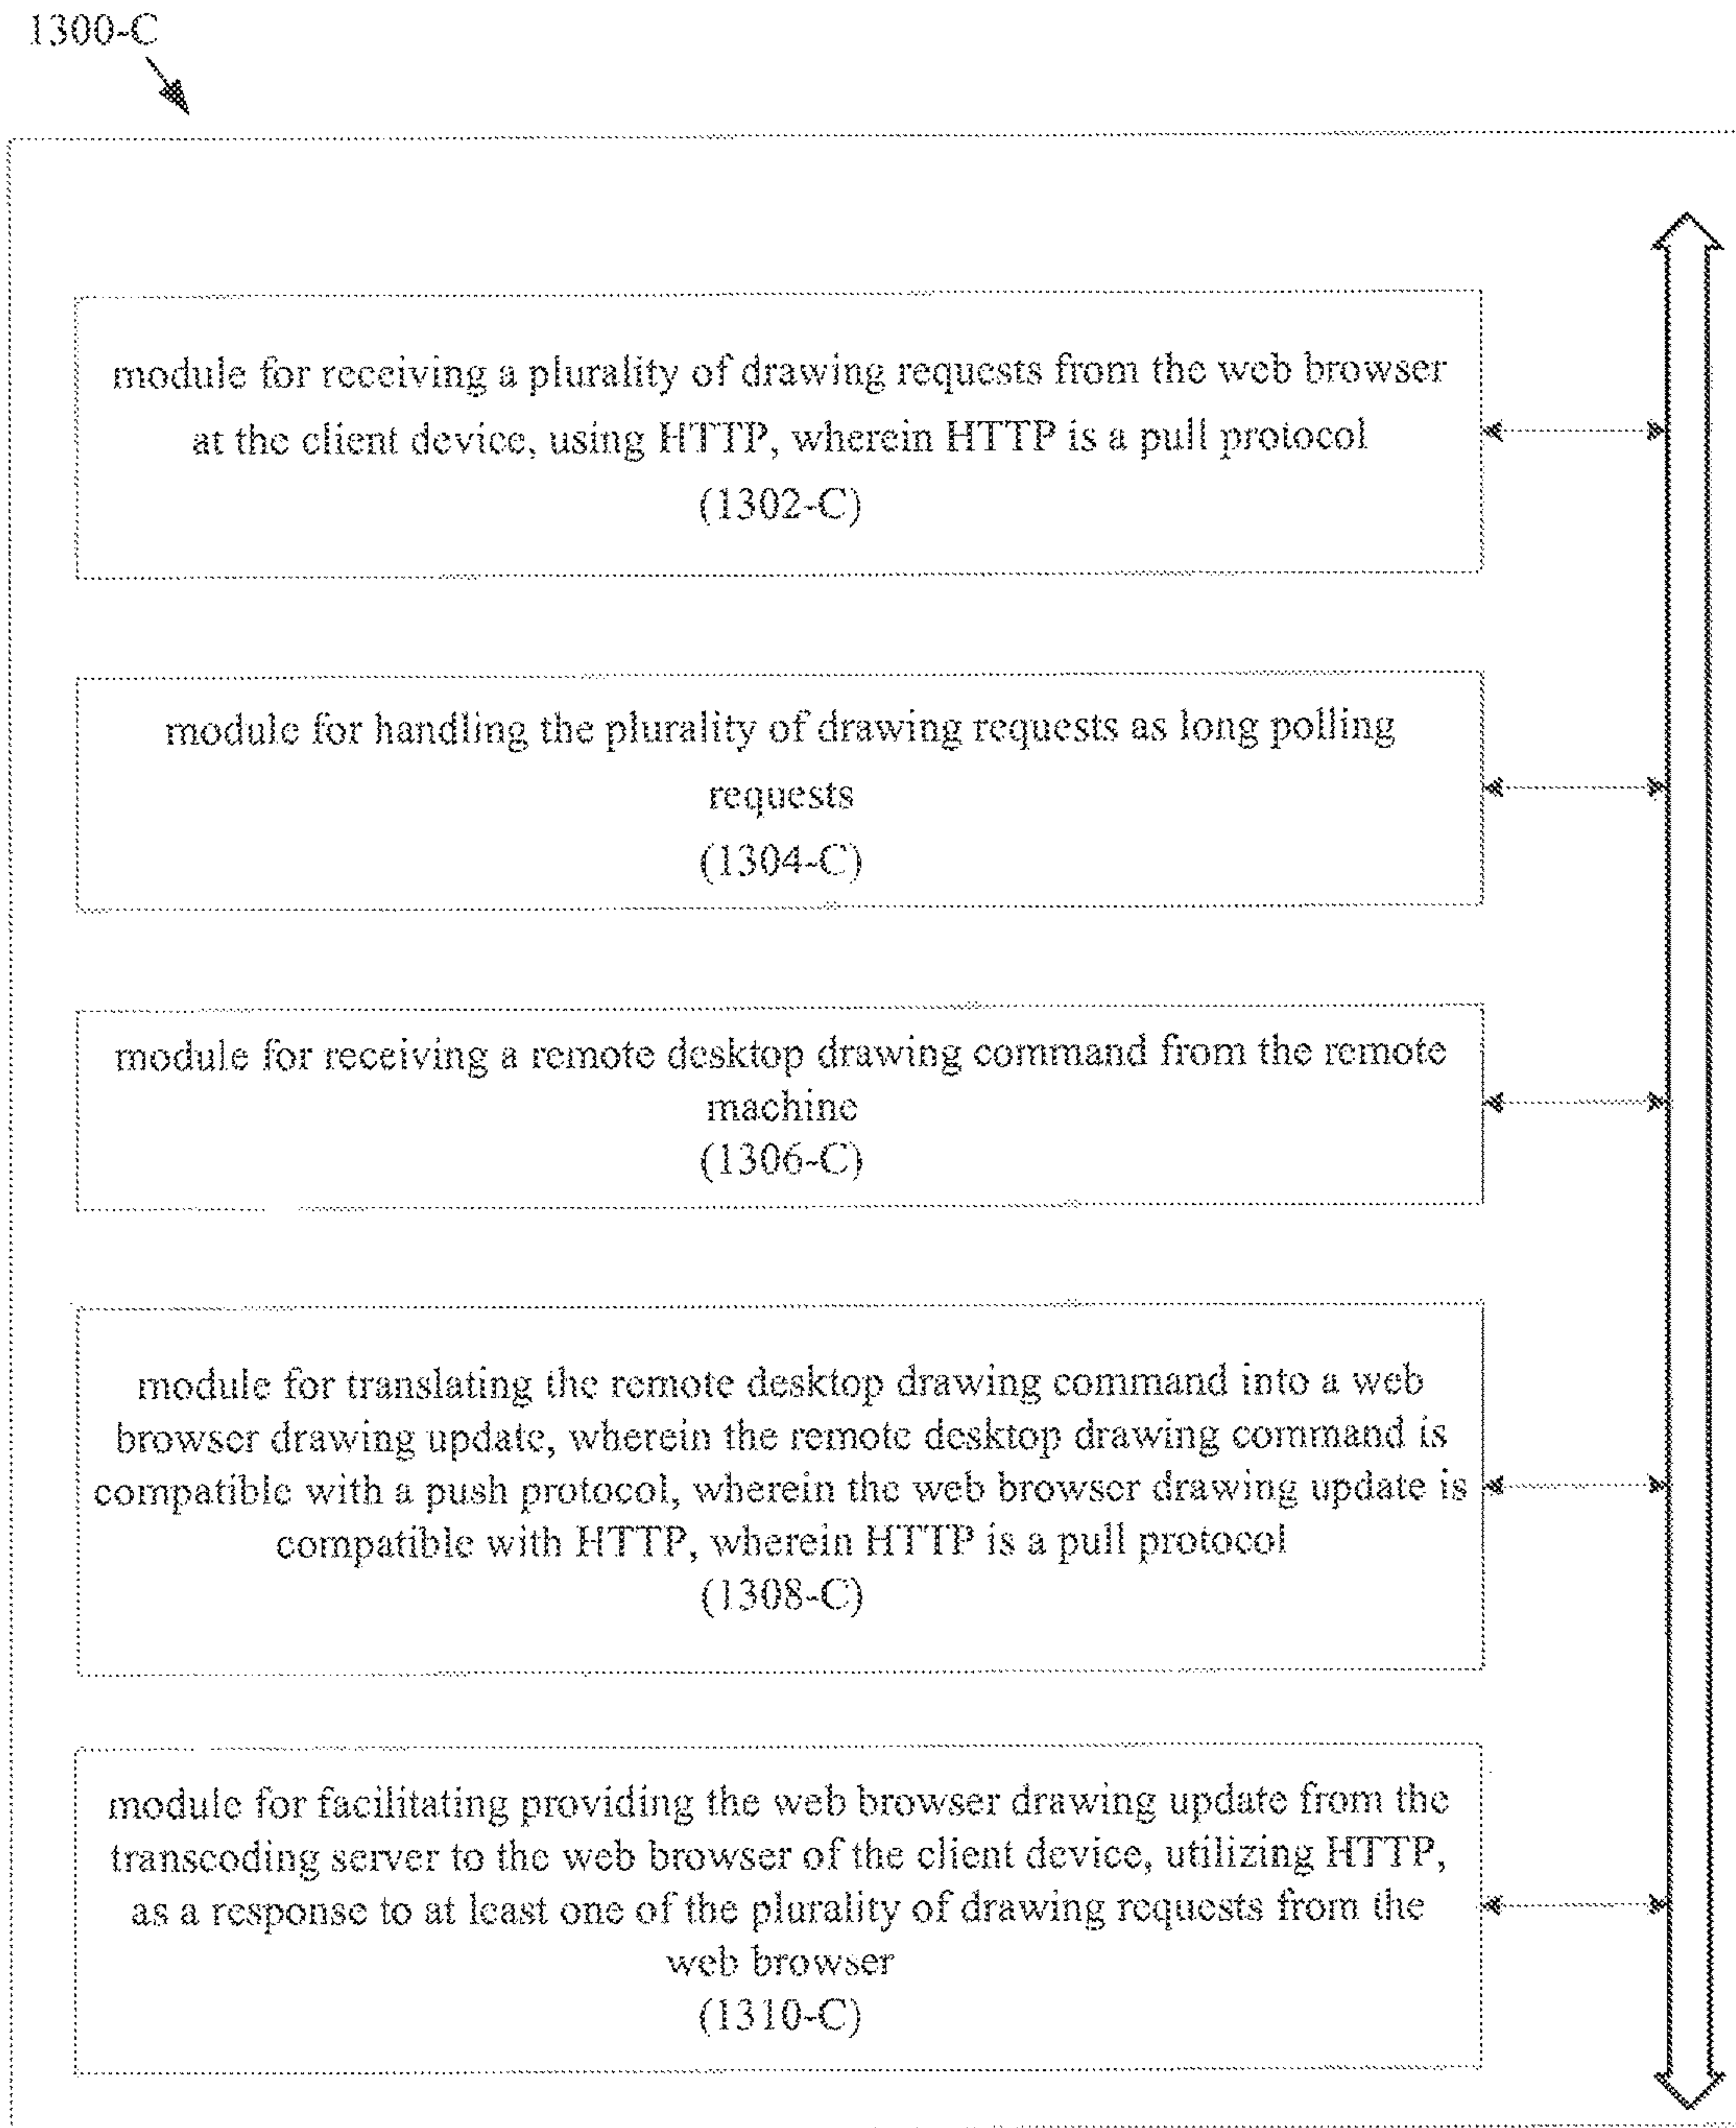 1300-C
module for receiving a plurality of drawing requests from the web browser
at the client device, using HTTP, wherein HTTP is a pull protocol
(1302-C)
module for handling the plurality of drawing requests as long polling
requests
(1304-C)
module for receiving a remote desktop drawing command from the remote
machine
(1306-C)
module for translating the remote desktop drawing command into a web
browser drawing update, wherein the remote desktop drawing command is
compatible with a push protocol, wherein the web browser drawing update is
compatible with HTTP, wherein HTTP is a pull protocol
(1308-C)
module for facilitating providing the web browser drawing update from the
transcoding server to the web browser of the client device, utilizing HTTP,
as a response to at least one of the plurality of drawing requests from the
web browser
(1310-C)